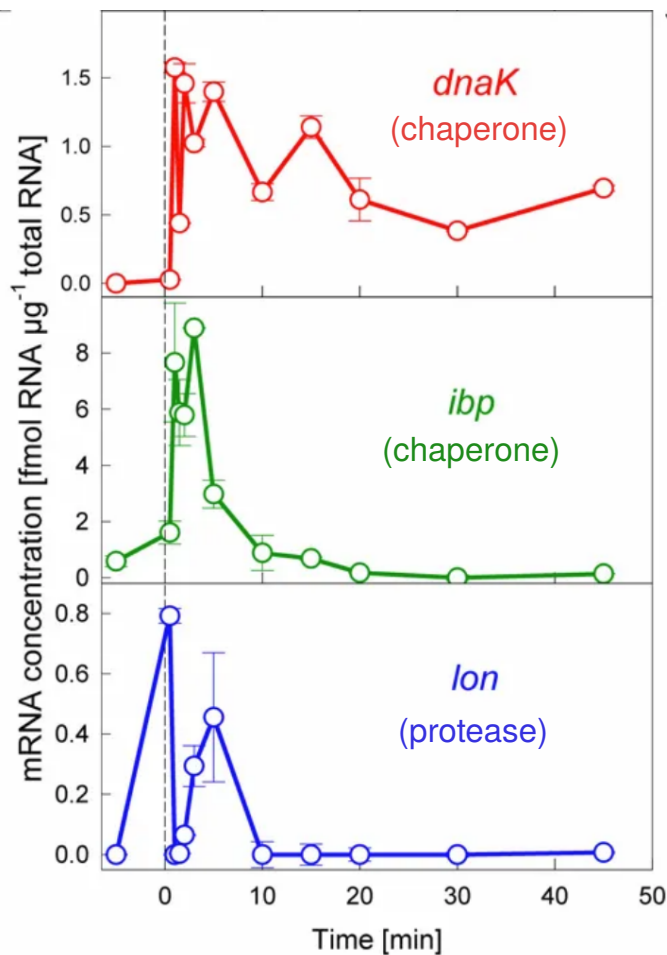 mRNA concentration [fmol RNA µg⁻¹ total RNA]
1.5
1.0
0.5
0.0
dnaK
(chaperone)
8
6
4
2
0
ibp
(chaperone)
0.8
0.6
0.4
0.2
0.0
lon
(protease)
0 10 20 30 40 50
Time [min]